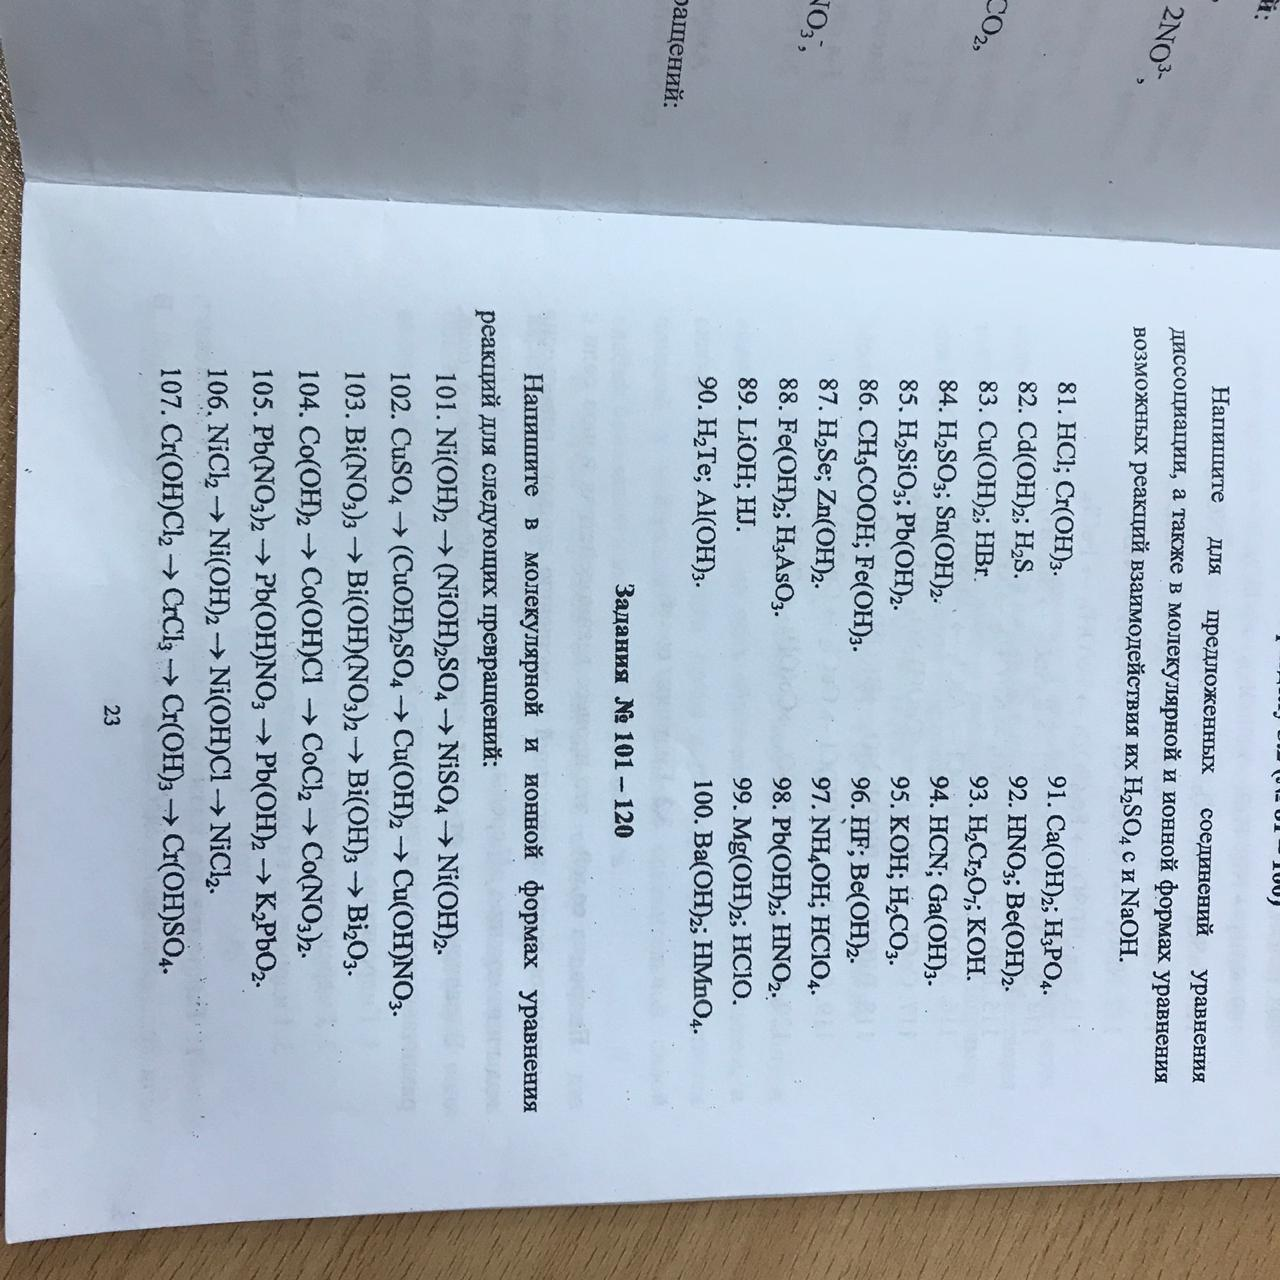 й:
2NO³⁻,
CO₂,
NO₃⁻,
ращений:
Напишите для предложенных соединений уравнения
диссоциации, а также в молекулярной и ионной формах уравнения
возможных реакций взаимодействия их H₂SO₄ с и NaOH.
81. HCl; Cr(OH)₃.
82. Cd(OH)₂; H₂S.
83. Cu(OH)₂; HBr.
84. H₂SO₃; Sn(OH)₂.
85. H₂SiO₃; Pb(OH)₂.
86. CH₃COOH; Fe(OH)₃.
87. H₂Se; Zn(OH)₂.
88. Fe(OH)₂; H₃AsO₃.
89. LiOH; HJ.
90. H₂Te; Al(OH)₃.
91. Ca(OH)₂; H₃PO₄.
92. HNO₃; Be(OH)₂.
93. H₂Cr₂O₇; KOH.
94. HCN; Ga(OH)₃.
95. KOH; H₂CO₃.
96. HF; Be(OH)₂.
97. NH₄OH; HClO₄.
98. Pb(OH)₂; HNO₂.
99. Mg(OH)₂; HClO.
100. Ba(OH)₂; HMnO₄.
Задания № 101 – 120
Напишите в молекулярной и ионной формах уравнения
реакций для следующих превращений:
101. Ni(OH)₂ → (NiOH)₂SO₄ → NiSO₄ → Ni(OH)₂.
102. CuSO₄ → (CuOH)₂SO₄ → Cu(OH)₂ → Cu(OH)NO₃.
103. Bi(NO₃)₃ → Bi(OH)(NO₃)₂ → Bi(OH)₃ → Bi₂O₃.
104. Co(OH)₂ → Co(OH)Cl → CoCl₂ → Co(NO₃)₂.
105. Pb(NO₃)₂ → Pb(OH)NO₃ → Pb(OH)₂ → K₂PbO₂.
106. NiCl₂ → Ni(OH)₂ → Ni(OH)Cl → NiCl₂.
107. Cr(OH)Cl₂ → CrCl₃ → Cr(OH)₃ → Cr(OH)SO₄.
23